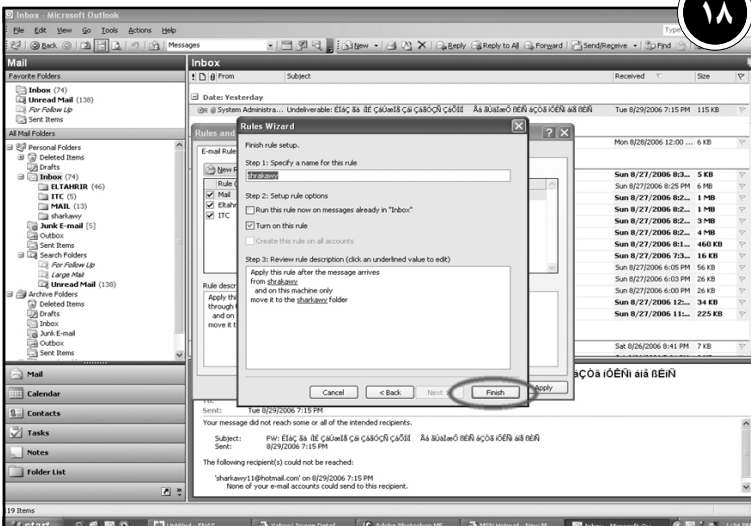 ١٨
Inbox - Microsoft Outlook
File Edit View Go Tools Actions Help
Back Messages New Reply Reply to All Forward Send/Receive Find
Mail
Inbox
Favorite Folders
Inbox (74)
Unread Mail (138)
For Follow Up
Sent Items
All Mail Folders
Personal Folders
Deleted Items
Drafts
Inbox (74)
ELTAHRIR (46)
ITC (5)
MAIL (13)
sharkawy
Junk E-mail [5]
Outbox
Sent Items
Search Folders
For Follow Up
Large Mail
Unread Mail (138)
Archive Folders
Deleted Items
Drafts
Inbox
Junk E-mail
Outbox
Sent Items
Mail
Calendar
Contacts
Tasks
Notes
Folder List
19 Items
From Subject Received Size
Date: Yesterday
System Administra... Undeliverable: Tue 8/29/2006 7:15 PM 115 KB
Mon 8/28/2006 12:00 ... 6 KB
Sun 8/27/2006 8:3... 5 KB
Sun 8/27/2006 8:25 PM 6 MB
Sun 8/27/2006 8:2... 1 MB
Sun 8/27/2006 8:2... 1 MB
Sun 8/27/2006 8:2... 3 MB
Sun 8/27/2006 8:2... 4 MB
Sun 8/27/2006 8:1... 460 KB
Sun 8/27/2006 7:3... 16 KB
Sun 8/27/2006 6:05 PM 56 KB
Sun 8/27/2006 6:03 PM 26 KB
Sun 8/27/2006 6:00 PM 26 KB
Sun 8/27/2006 12:... 34 KB
Sun 8/27/2006 11:... 225 KB
Sat 8/26/2006 8:41 PM 7 KB
Rules and
E-mail Rule
New R
Rule (
Mail
Eltahr
ITC
Rule descr
Apply thi
through
and on
move it t
Apply
Rules Wizard
Finish rule setup.
Step 1: Specify a name for this rule
shrakawy
Step 2: Setup rule options
Run this rule now on messages already in "Inbox"
Turn on this rule
Create this rule on all accounts
Step 3: Review rule description (click an underlined value to edit)
Apply this rule after the message arrives
from shrakawy
and on this machine only
move it to the sharkawy folder
Cancel < Back Next > Finish
Sent: Tue 8/29/2006 7:15 PM
Your message did not reach some or all of the intended recipients.
Subject: FW:
Sent: 8/29/2006 7:15 PM
The following recipient(s) could not be reached:
'sharkawy11@hotmail.com' on 8/29/2006 7:15 PM
None of your e-mail accounts could send to this recipient.
start